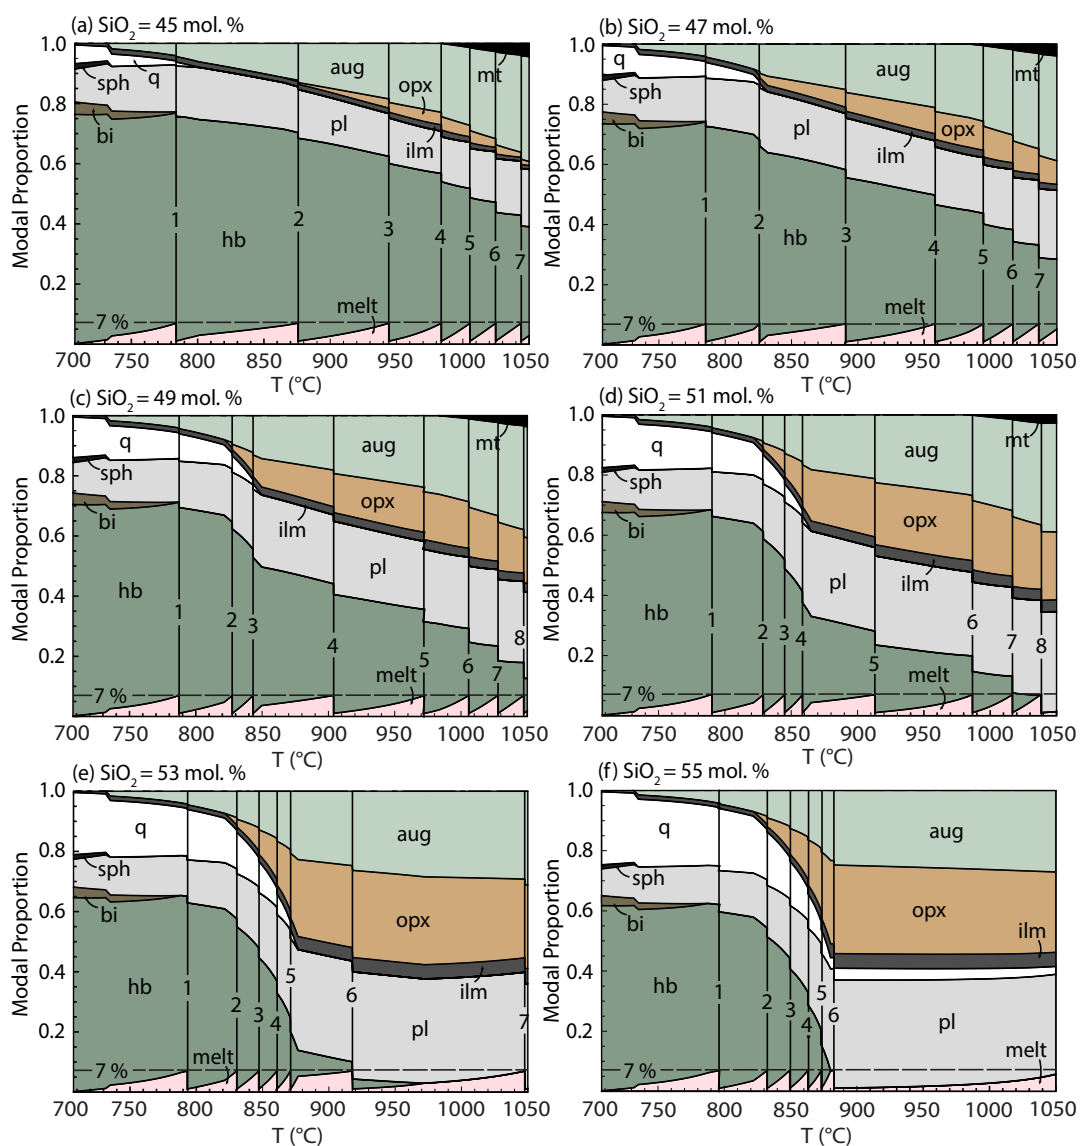 (a) SiO₂ = 45 mol. %
1.0
0.8
0.6
0.4
0.2
Modal Proportion
sph
q
bi
hb
pl
aug
opx
ilm
mt
melt
7 %
1
2
3
4
5
6
7
700
750
800
850
900
950
1000
1050
T (°C)
(b) SiO₂ = 47 mol. %
1.0
0.8
0.6
0.4
0.2
Modal Proportion
q
sph
bi
hb
pl
aug
opx
ilm
mt
melt
7 %
1
2
3
4
5
6
7
700
750
800
850
900
950
1000
1050
T (°C)
(c) SiO₂ = 49 mol. %
1.0
0.8
0.6
0.4
0.2
Modal Proportion
q
sph
bi
hb
ilm
pl
aug
opx
mt
melt
7 %
1
2
3
4
5
6
7
8
700
750
800
850
900
950
1000
1050
T (°C)
(d) SiO₂ = 51 mol. %
1.0
0.8
0.6
0.4
0.2
Modal Proportion
q
sph
bi
hb
pl
aug
opx
ilm
mt
melt
7 %
1
2
3
4
5
6
7
8
700
750
800
850
900
950
1000
1050
T (°C)
(e) SiO₂ = 53 mol. %
1.0
0.8
0.6
0.4
0.2
Modal Proportion
q
sph
bi
hb
aug
opx
ilm
pl
melt
7 %
1
2
3
4
5
6
7
700
750
800
850
900
950
1000
1050
T (°C)
(f) SiO₂ = 55 mol. %
1.0
0.8
0.6
0.4
0.2
Modal Proportion
q
sph
bi
hb
aug
opx
ilm
pl
melt
7 %
1
2
3
4
5
6
700
750
800
850
900
950
1000
1050
T (°C)